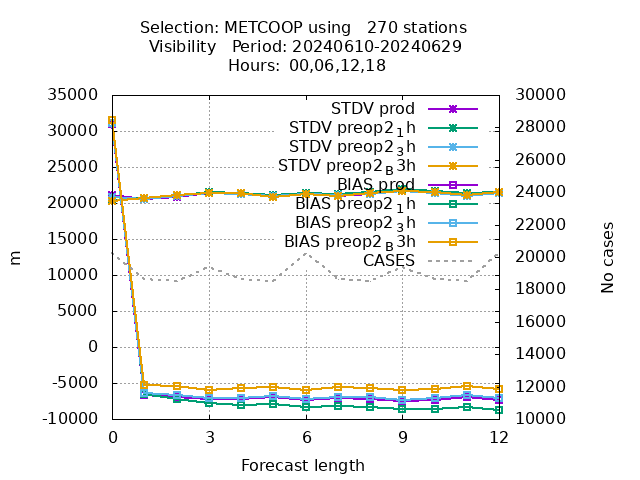 Selection: METCOOP using   270 stations
Visibility   Period: 20240610-20240629
Hours: 00,06,12,18
35000
30000
25000
20000
15000
10000
5000
0
-5000
-10000
m
STDV prod
STDV preop2₁h
STDV preop2₃h
STDV preop2_B3h
BIAS prod
BIAS preop2₁h
BIAS preop2₃h
BIAS preop2_B3h
CASES
30000
28000
26000
24000
22000
20000
18000
16000
14000
12000
10000
No cases
0 3 6 9 12
Forecast length